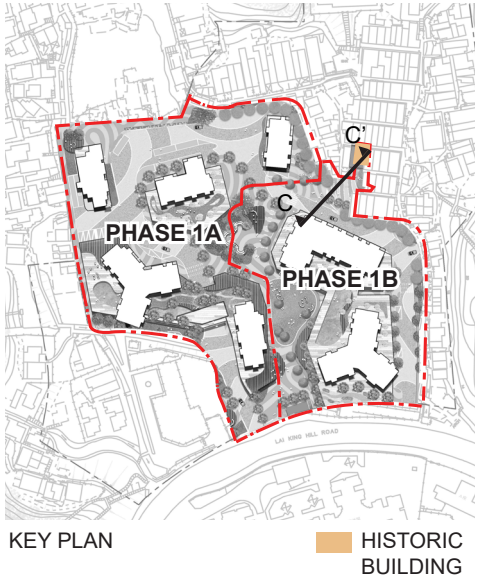 C'
C
PHASE 1A
PHASE 1B
LAI KING HILL ROAD
KEY PLAN
HISTORIC
BUILDING